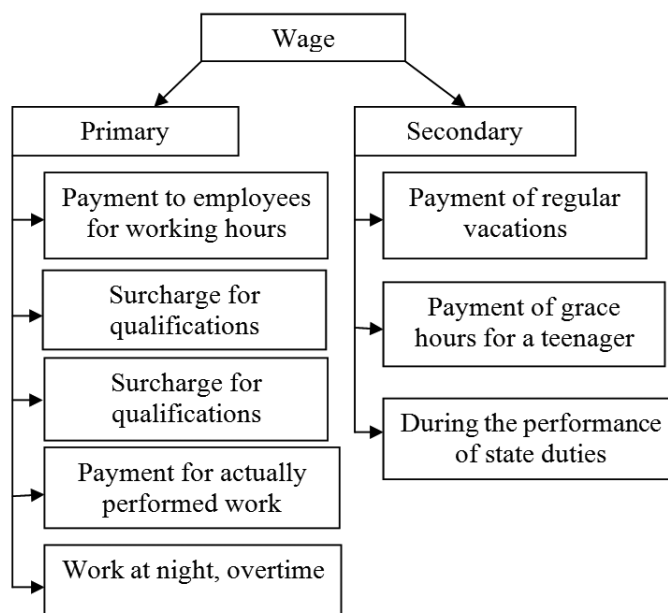 Wage
Primary
Payment to employees
for working hours
Surcharge for
qualifications
Surcharge for
qualifications
Payment for actually
performed work
Work at night, overtime
Secondary
Payment of regular
vacations
Payment of grace
hours for a teenager
During the performance
of state duties